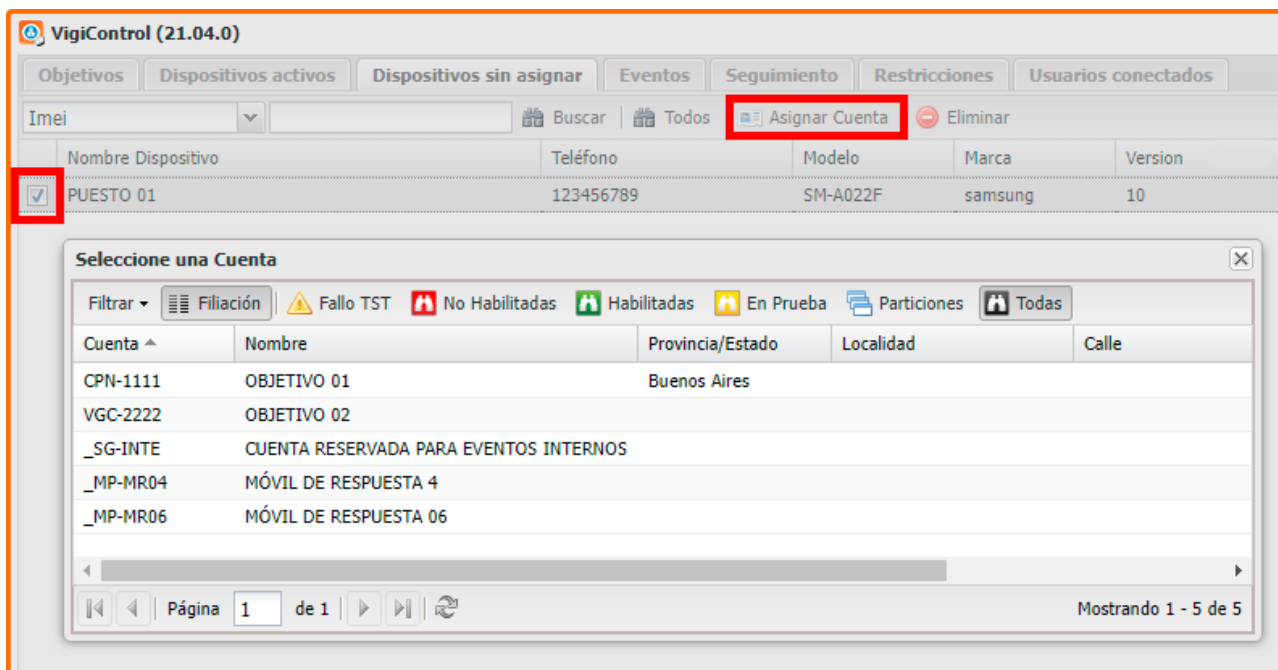 VigiControl (21.04.0)
Objetivos Dispositivos activos Dispositivos sin asignar Eventos Seguimiento Restricciones Usuarios conectados
Imei Buscar Todos Asignar Cuenta Eliminar
Nombre Dispositivo Teléfono Modelo Marca Version
PUESTO 01 123456789 SM-A022F samsung 10
Seleccione una Cuenta
Filtrar Filiación Fallo TST No Habilitadas Habilitadas En Prueba Particiones Todas
Cuenta Nombre Provincia/Estado Localidad Calle
CPN-1111 OBJETIVO 01 Buenos Aires
VGC-2222 OBJETIVO 02
_SG-INTE CUENTA RESERVADA PARA EVENTOS INTERNOS
_MP-MR04 MÓVIL DE RESPUESTA 4
_MP-MR06 MÓVIL DE RESPUESTA 06
Página 1 de 1 Mostrando 1 - 5 de 5